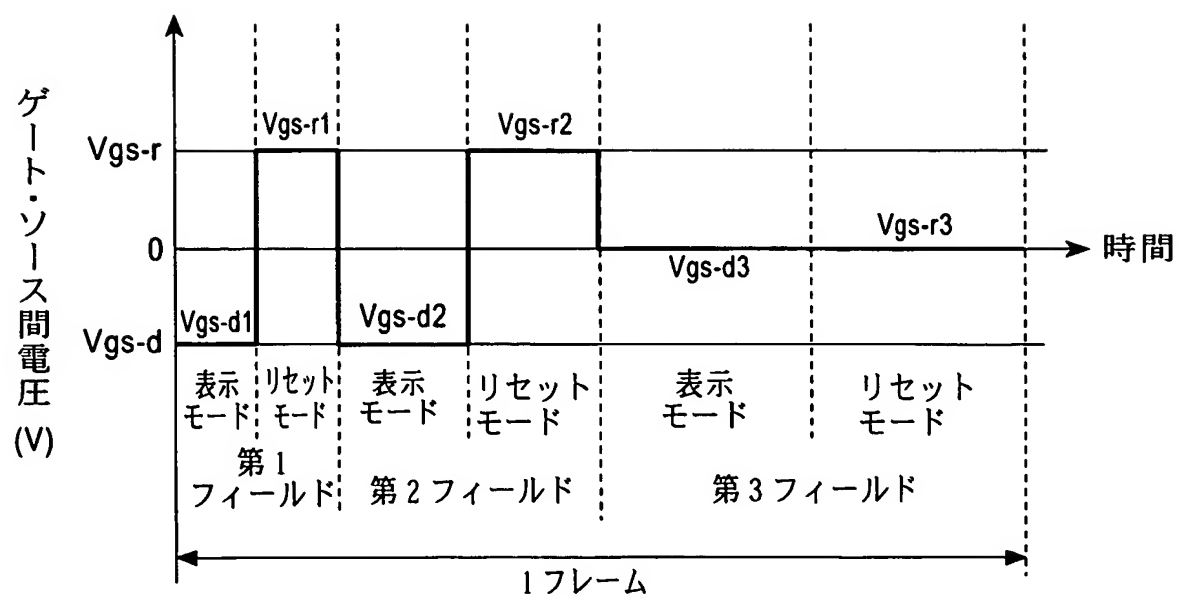 ゲート・ソース間電圧
(V)
Vgs-r
0
Vgs-d
Vgs-d1
Vgs-r1
Vgs-d2
Vgs-r2
Vgs-d3
Vgs-r3
時間
表示
モード
リセット
モード
表示
モード
リセット
モード
表示
モード
リセット
モード
第1
フィールド
第2フィールド
第3フィールド
1フレーム